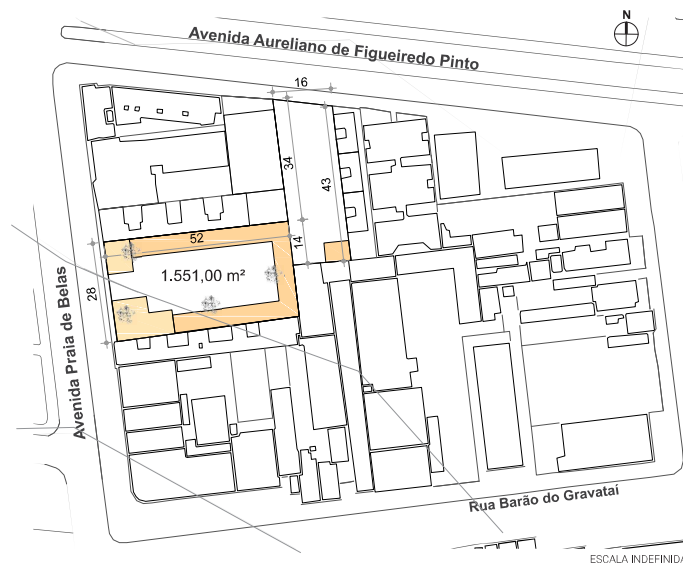 N
Avenida Aureliano de Figueiredo Pinto
16
34
43
52
14
1.551,00 m²
28
Avenida Praia de Belas
Rua Barão do Gravataí
ESCALA INDEFINIDA